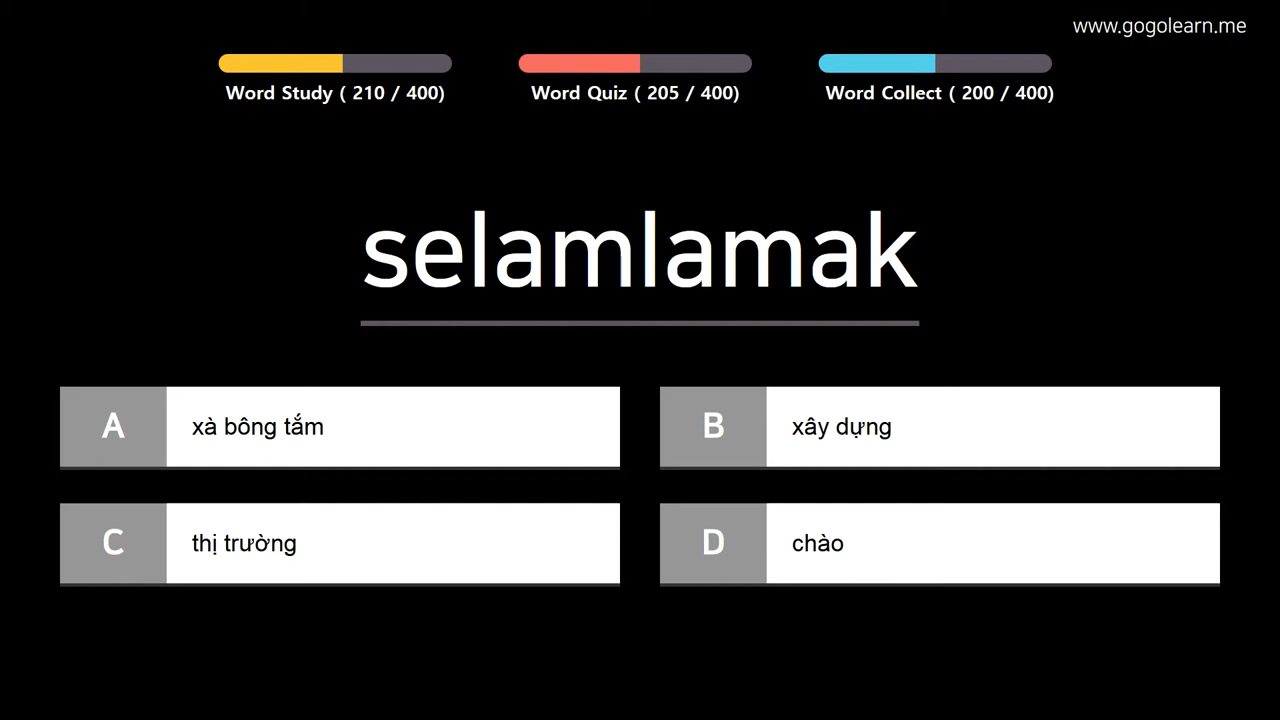 www.gogolearn.me
Word Study ( 210 / 400)
Word Quiz ( 205 / 400)
Word Collect ( 200 / 400)
selamlamak
A
xà bông tắm
B
xây dựng
C
thị trường
D
chào